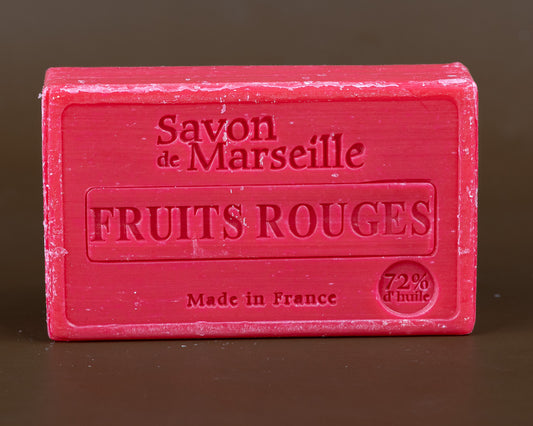 Savon
de Marseille
FRUITS ROUGES
Made in France
72%
d'huile